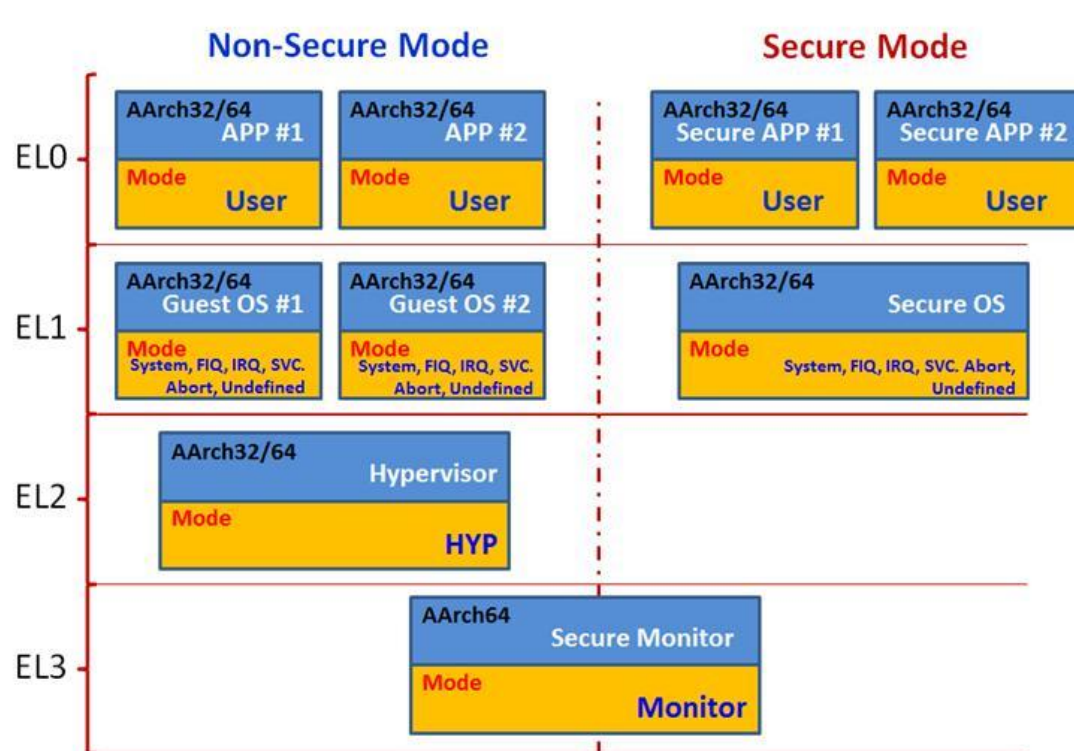 Non-Secure Mode
Secure Mode
EL0
AArch32/64
APP #1
Mode
User
AArch32/64
APP #2
Mode
User
AArch32/64
Secure APP #1
Mode
User
AArch32/64
Secure APP #2
Mode
User
EL1
AArch32/64
Guest OS #1
Mode
System, FIQ, IRQ, SVC.
Abort, Undefined
AArch32/64
Guest OS #2
Mode
System, FIQ, IRQ, SVC.
Abort, Undefined
AArch32/64
Secure OS
Mode
System, FIQ, IRQ, SVC. Abort,
Undefined
EL2
AArch32/64
Hypervisor
Mode
HYP
EL3
AArch64
Secure Monitor
Mode
Monitor